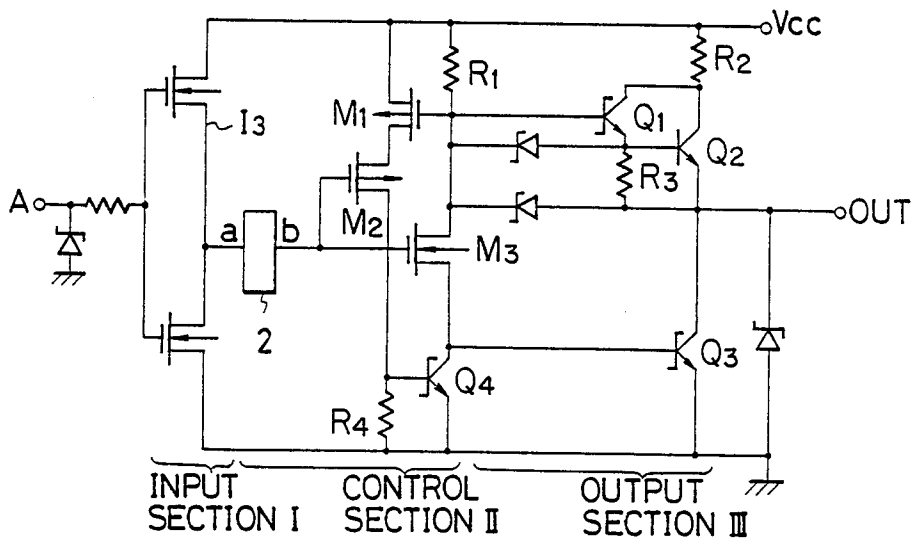 Vcc
R1
R2
I3
M1
Q1
Q2
A
R3
M2
OUT
a
b
M3
2
Q3
Q4
R4
INPUT SECTION I
CONTROL SECTION II
OUTPUT SECTION III